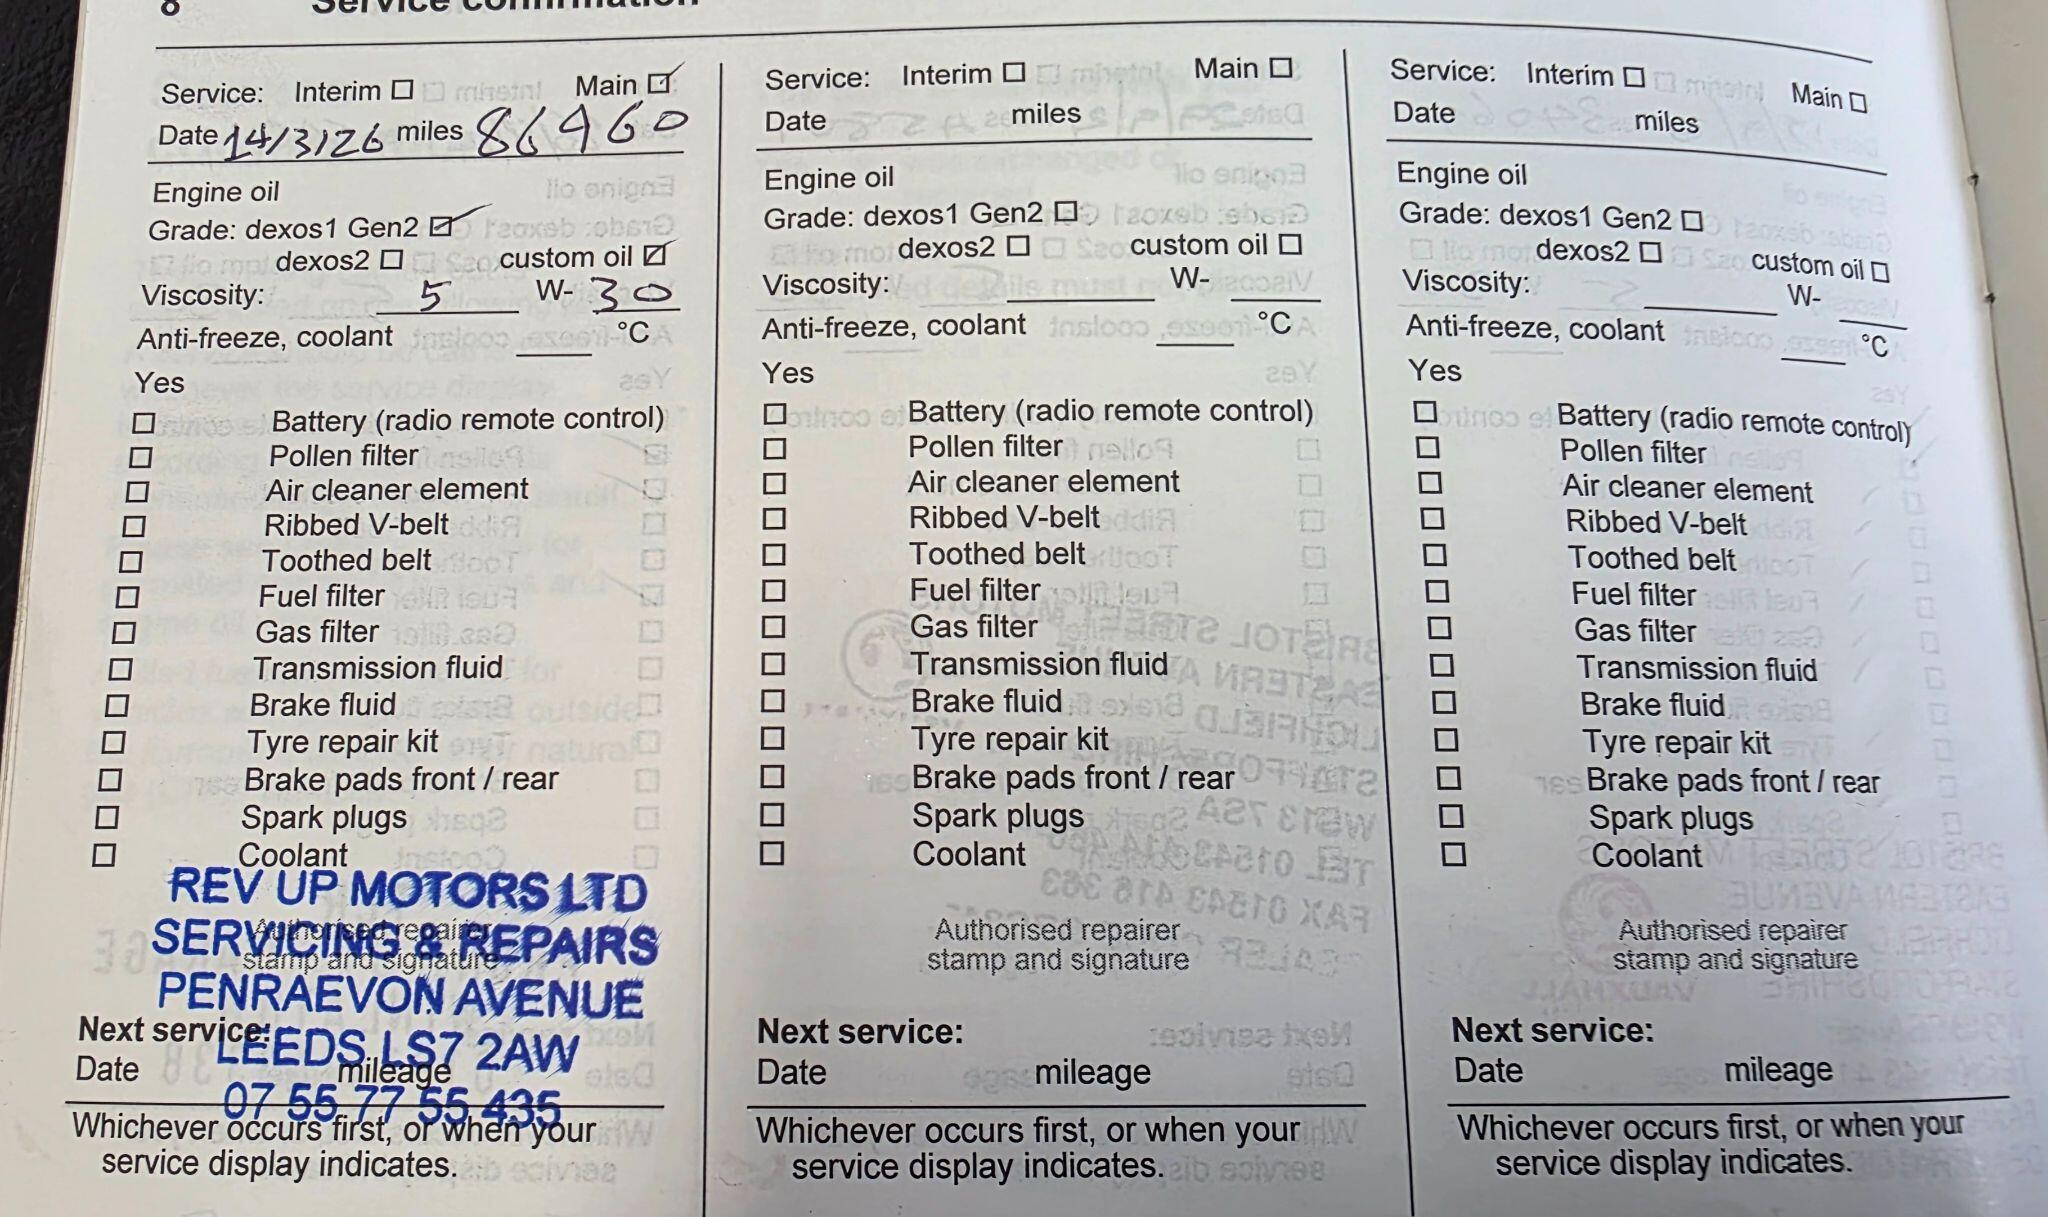 8 Service confirmation
Service: Interim ☐ Main ☑
Date 14/3/26 miles 86960
Engine oil
Grade: dexos1 Gen2 ☑
dexos2 ☐ custom oil ☑
Viscosity: 5 W- 30
Anti-freeze, coolant °C
Yes
☐ Battery (radio remote control)
☐ Pollen filter
☐ Air cleaner element
☐ Ribbed V-belt
☐ Toothed belt
☐ Fuel filter
☐ Gas filter
☐ Transmission fluid
☐ Brake fluid
☐ Tyre repair kit
☐ Brake pads front / rear
☐ Spark plugs
☐ Coolant
REV UP MOTORS LTD
SERVICING & REPAIRS
PENRAEVON AVENUE
LEEDS LS7 2AW
07 55 77 55 435
Authorised repairer
stamp and signature
Next service:
Date mileage
Whichever occurs first, or when your
service display indicates.
Service: Interim ☐ Main ☐
Date miles
Engine oil
Grade: dexos1 Gen2 ☐
dexos2 ☐ custom oil ☐
Viscosity: W-
Anti-freeze, coolant °C
Yes
☐ Battery (radio remote control)
☐ Pollen filter
☐ Air cleaner element
☐ Ribbed V-belt
☐ Toothed belt
☐ Fuel filter
☐ Gas filter
☐ Transmission fluid
☐ Brake fluid
☐ Tyre repair kit
☐ Brake pads front / rear
☐ Spark plugs
☐ Coolant
Authorised repairer
stamp and signature
Next service:
Date mileage
Whichever occurs first, or when your
service display indicates.
Service: Interim ☐ Main ☐
Date miles
Engine oil
Grade: dexos1 Gen2 ☐
dexos2 ☐ custom oil ☐
Viscosity: W-
Anti-freeze, coolant °C
Yes
☐ Battery (radio remote control)
☐ Pollen filter
☐ Air cleaner element
☐ Ribbed V-belt
☐ Toothed belt
☐ Fuel filter
☐ Gas filter
☐ Transmission fluid
☐ Brake fluid
☐ Tyre repair kit
☐ Brake pads front / rear
☐ Spark plugs
☐ Coolant
Authorised repairer
stamp and signature
Next service:
Date mileage
Whichever occurs first, or when your
service display indicates.